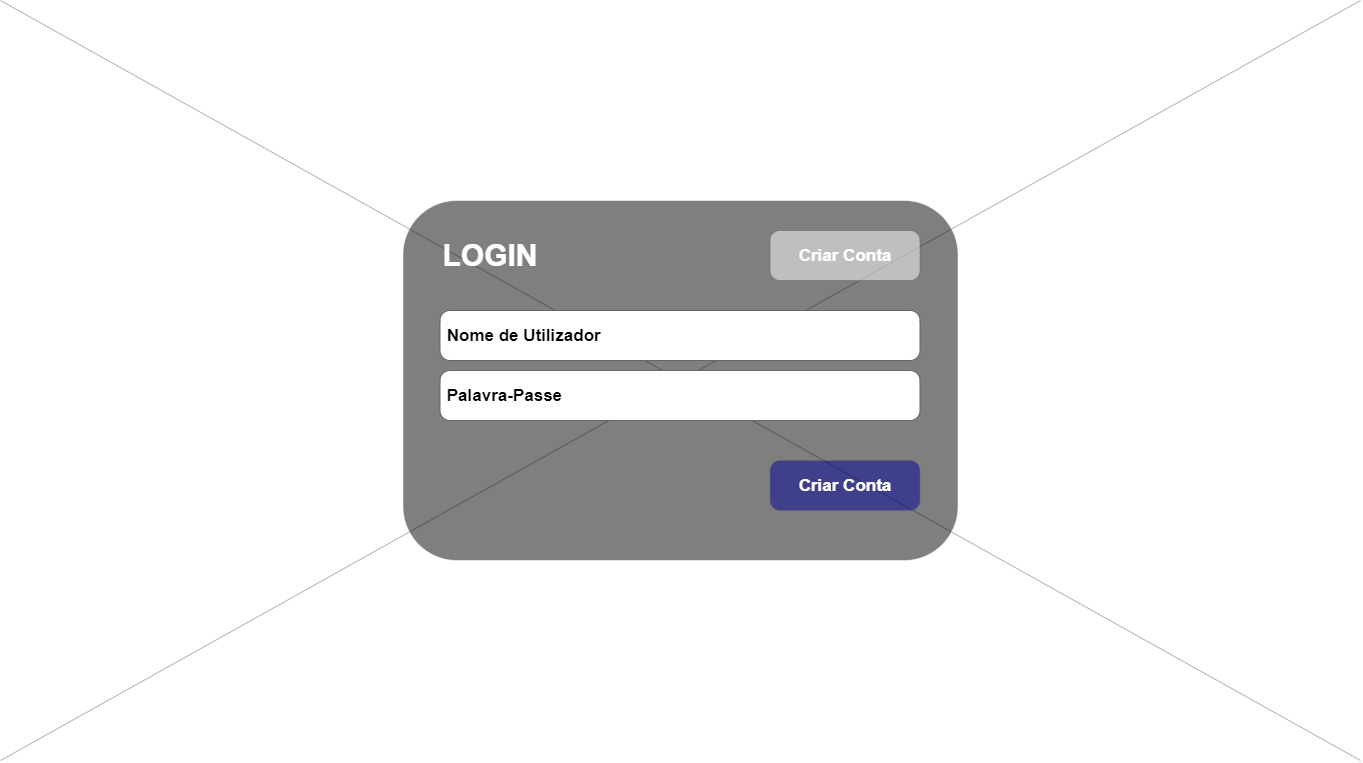 LOGIN
Criar Conta
Nome de Utilizador
Palavra-Passe
Criar Conta